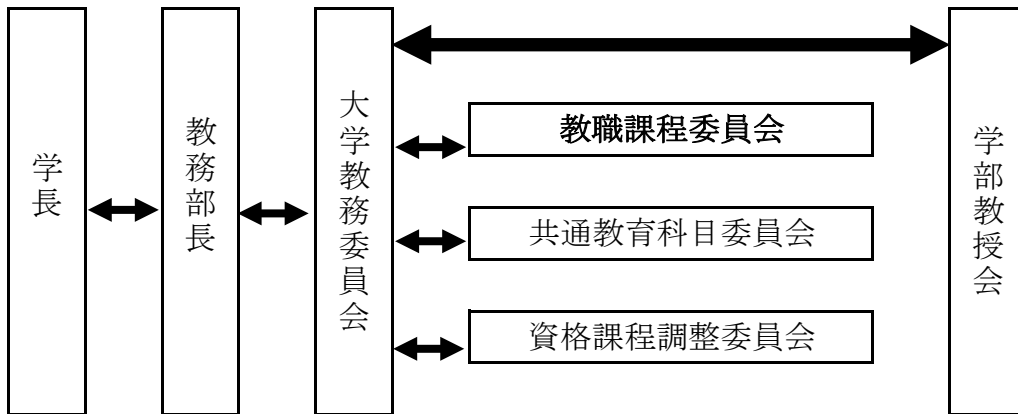 学長
教務部長
大学教務委員会
教職課程委員会
共通教育科目委員会
資格課程調整委員会
学部教授会